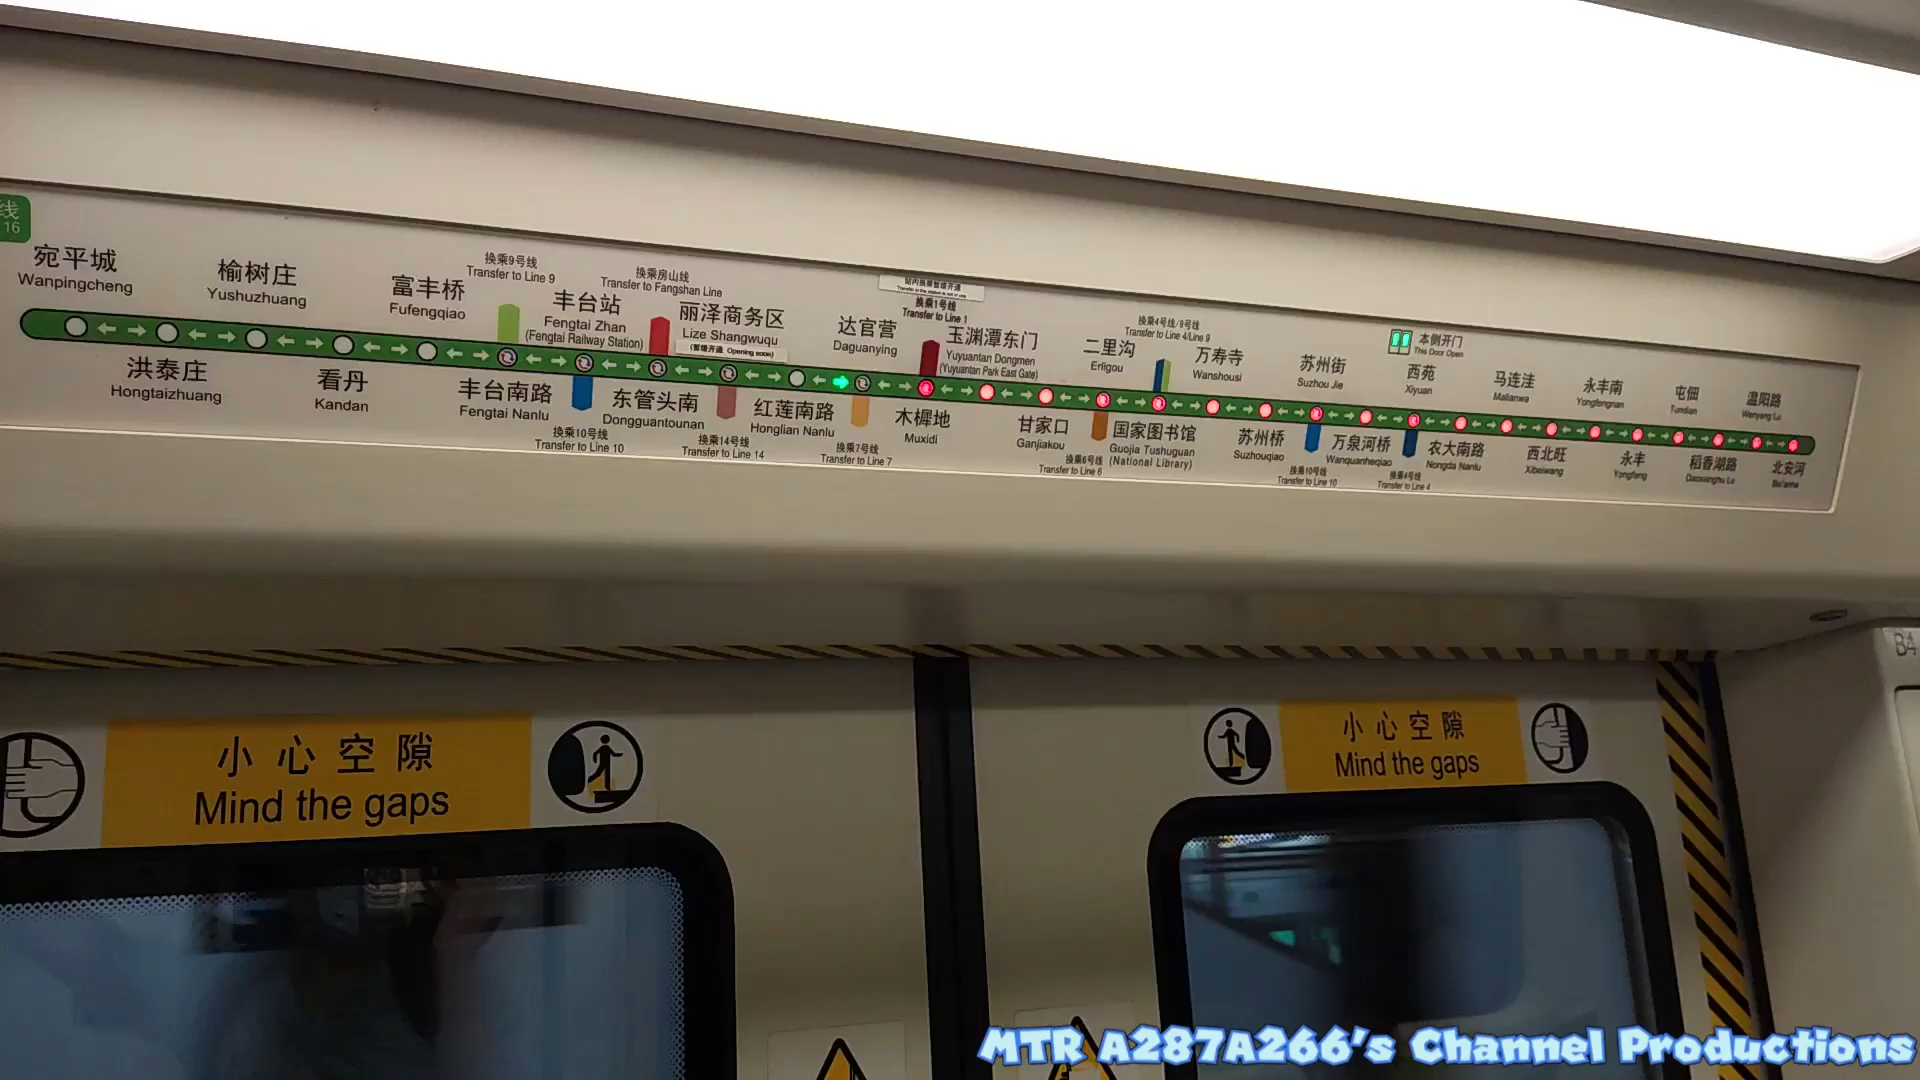 线
16
宛平城
Wanpingcheng
洪泰庄
Hongtaizhuang
榆树庄
Yushuzhuang
看丹
Kandan
富丰桥
Fufengqiao
换乘9号线
Transfer to Line 9
丰台南路
Fengtai Nanlu
丰台站
Fengtai Zhan
(Fengtai Railway Station)
换乘10号线
Transfer to Line 10
换乘房山线
Transfer to Fangshan Line
东管头南
Dongguantounan
丽泽商务区
Lize Shangwuqu
(暂缓开通 Opening soon)
换乘14号线
Transfer to Line 14
红莲南路
Honglian Nanlu
达官营
Daguanying
换乘7号线
Transfer to Line 7
站内换乘暂缓开通
换乘1号线
Transfer to Line 1
木樨地
Muxidi
玉渊潭东门
Yuyuantan Dongmen
(Yuyuantan Park East Gate)
甘家口
Ganjiakou
二里沟
Erligou
换乘6号线
Transfer to Line 6
换乘4号线/9号线
Transfer to Line 4/Line 9
国家图书馆
Guojia Tushuguan
(National Library)
万寿寺
Wanshousi
苏州桥
Suzhouqiao
苏州街
Suzhou Jie
换乘10号线
Transfer to Line 10
万泉河桥
Wanquanheqiao
本侧开门
This Door Open
西苑
Xiyuan
换乘4号线
Transfer to Line 4
农大南路
Nongda Nanlu
马连洼
Malianwa
西北旺
Xibeiwang
永丰南
Yongfengnan
永丰
Yongfeng
屯佃
Tundian
稻香湖路
Daoxianghu Lu
温阳路
Wenyang Lu
北安河
Bei'anhe
B4
小心空隙
Mind the gaps
小心空隙
Mind the gaps
MTR A287A266's Channel Productions